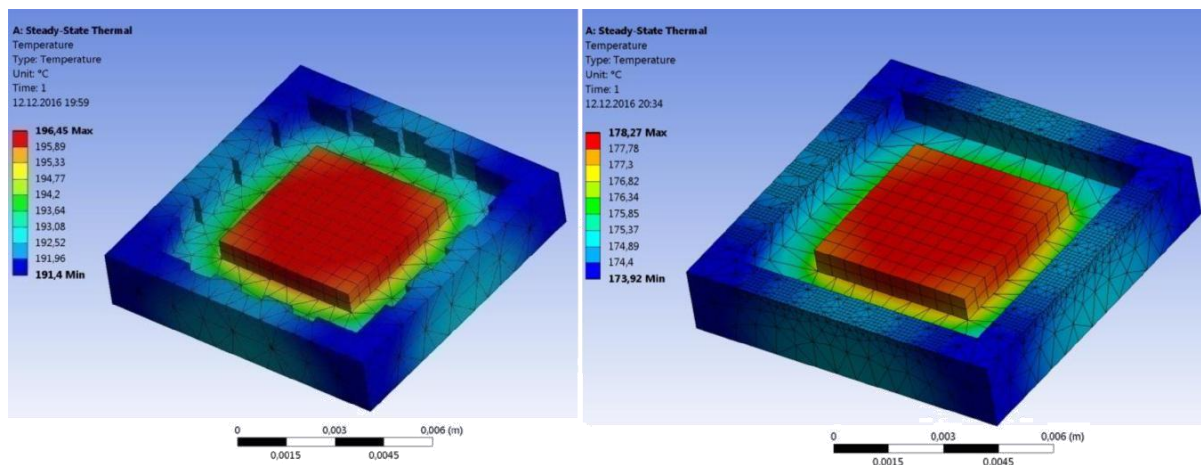 A: Steady-State Thermal
Temperature
Type: Temperature
Unit: °C
Time: 1
12.12.2016 19:59
196,45 Max
195,89
195,33
194,77
194,2
193,64
193,08
192,52
191,96
191,4 Min
0
0,003
0,006 (m)
0,0015
0,0045
A: Steady-State Thermal
Temperature
Type: Temperature
Unit: °C
Time: 1
12.12.2016 20:34
178,27 Max
177,78
177,3
176,82
176,34
175,85
175,37
174,89
174,4
173,92 Min
0
0,003
0,006 (m)
0,0015
0,0045